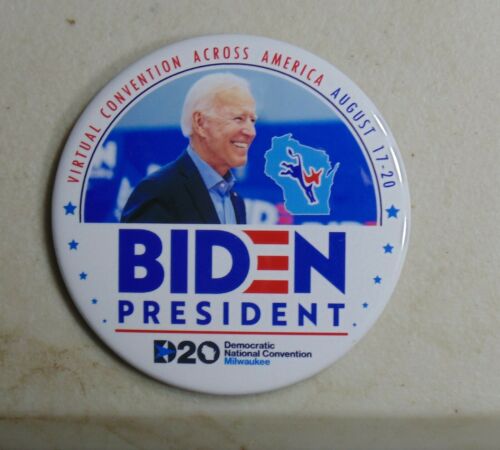 VIRTUAL CONVENTION ACROSS AMERICA AUGUST 17-20
BIDEN
PRESIDENT
D20 Democratic
National Convention
Milwaukee